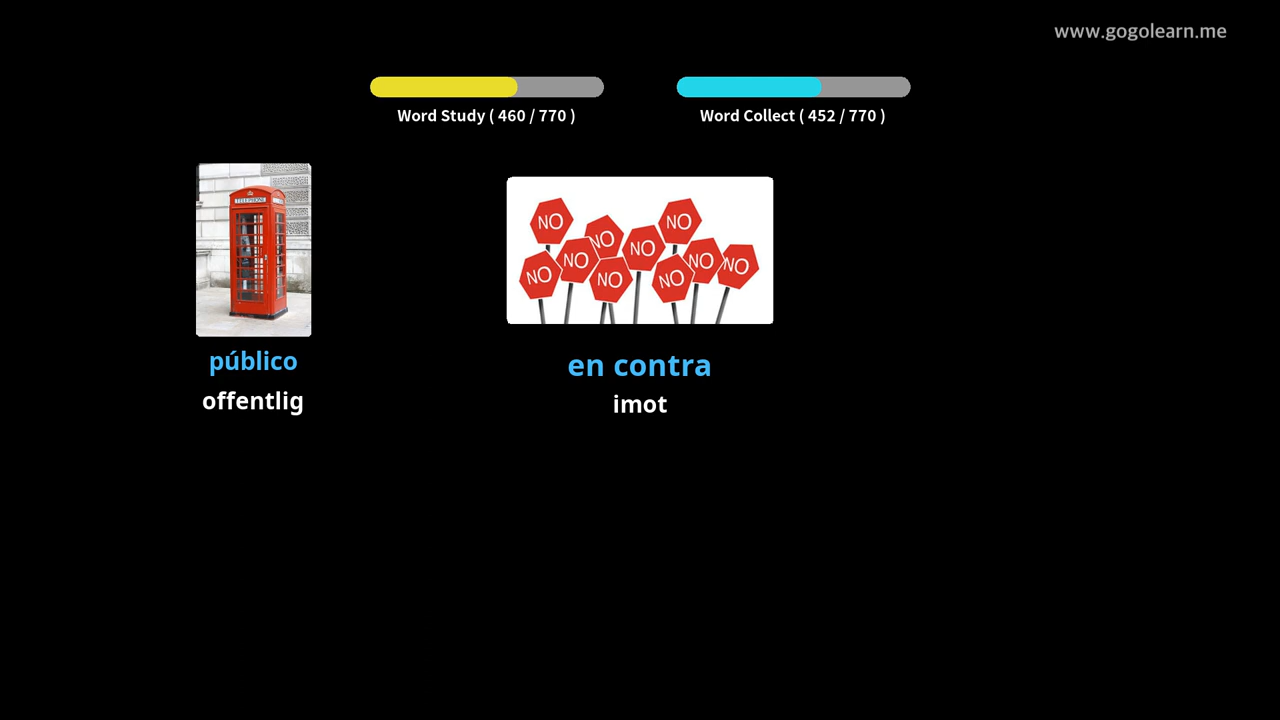 www.gogolearn.me
Word Study ( 460 / 770 )
Word Collect ( 452 / 770 )
TELEPHONE
NO
NO
NO
NO
NO
NO
NO
NO
NO
NO
público
offentlig
en contra
imot